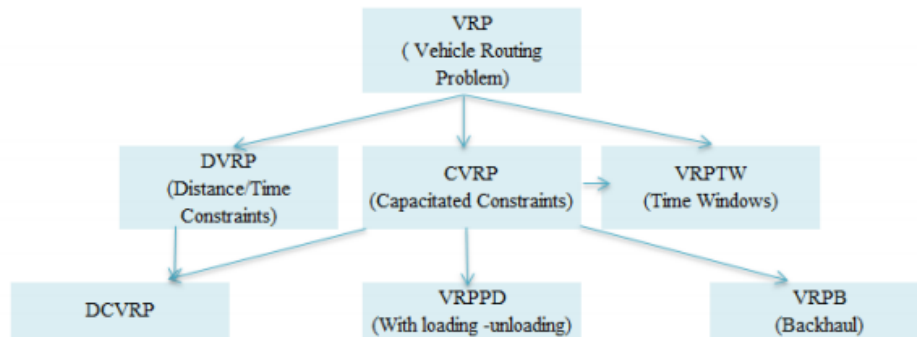 VRP
( Vehicle Routing
Problem)
DVRP
(Distance/Time
Constraints)
CVRP
(Capacitated Constraints)
VRPTW
(Time Windows)
DCVRP
VRPPD
(With loading -unloading)
VRPB
(Backhaul)